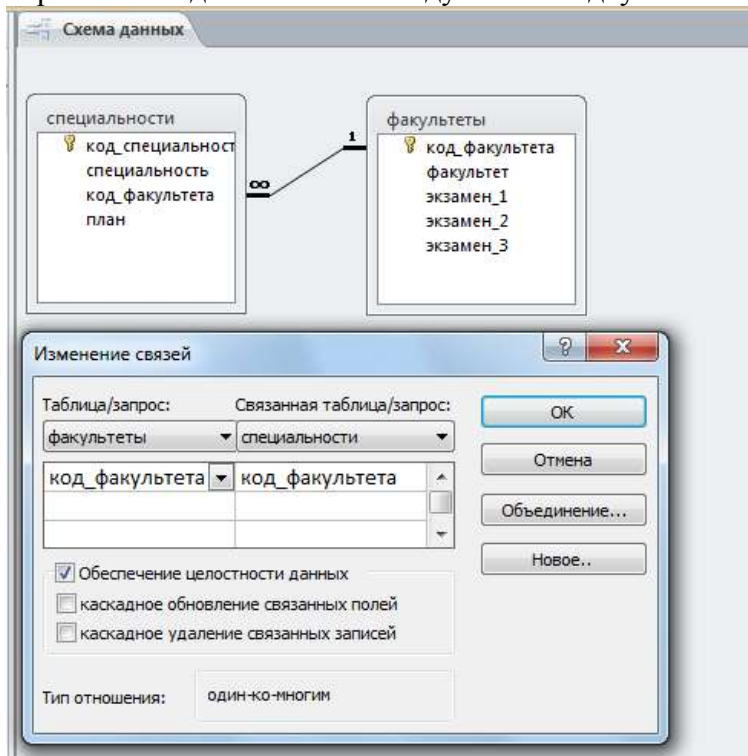 Схема данных
специальности
код_специальност
специальность
код_факультета
план
∞
1
факультеты
код_факультета
факультет
экзамен_1
экзамен_2
экзамен_3
Изменение связей
Таблица/запрос: Связанная таблица/запрос:
факультеты специальности
код_факультета код_факультета
Обеспечение целостности данных
каскадное обновление связанных полей
каскадное удаление связанных записей
Тип отношения: один-ко-многим
ОК
Отмена
Объединение...
Новое..